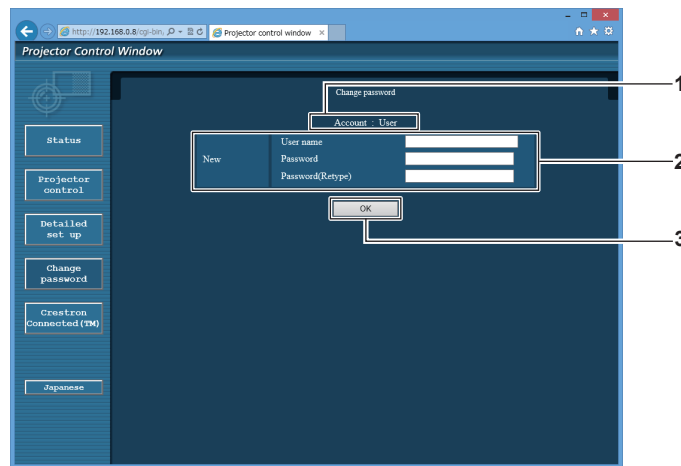 http://192.168.0.8/cgi-bin,
Projector control window
Projector Control Window
Change password
1
Account : User
Status
User name
New
Password
2
Password(Retype)
Projector
control
OK
Detailed
set up
3
Change
password
Crestron
Connected(TM)
Japanese